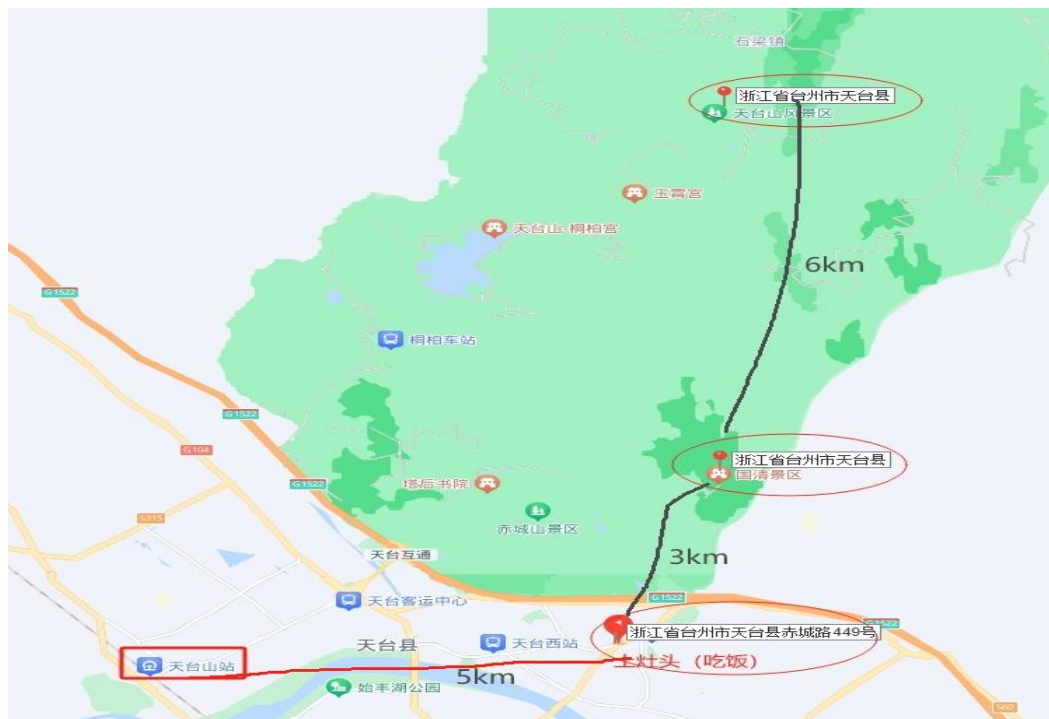 石梁镇
浙江省台州市天台县
天台山风景区
玉霄宫
天台山-桐柏宫
6km
G1522
桐柏车站
G1522
G104
浙江省台州市天台县
国清景区
塔后书院
G1522
S315
赤城山景区
天台互通
3km
天台客运中心
G1522
浙江省台州市天台县赤城路449号
G1522
天台县
天台西站
天台山站
土灶头（吃饭）
5km
始丰湖公园
S60